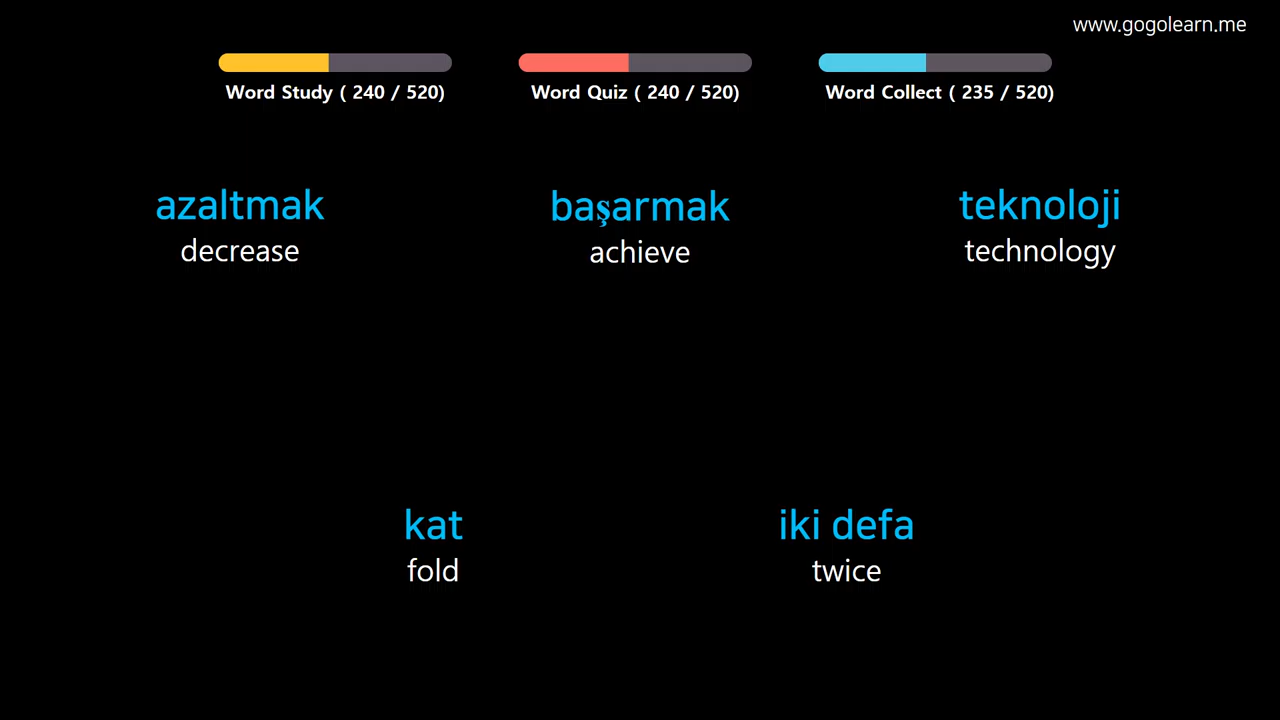 www.gogolearn.me
Word Study ( 240 / 520)
Word Quiz ( 240 / 520)
Word Collect ( 235 / 520)
azaltmak
decrease
başarmak
achieve
teknoloji
technology
kat
fold
iki defa
twice